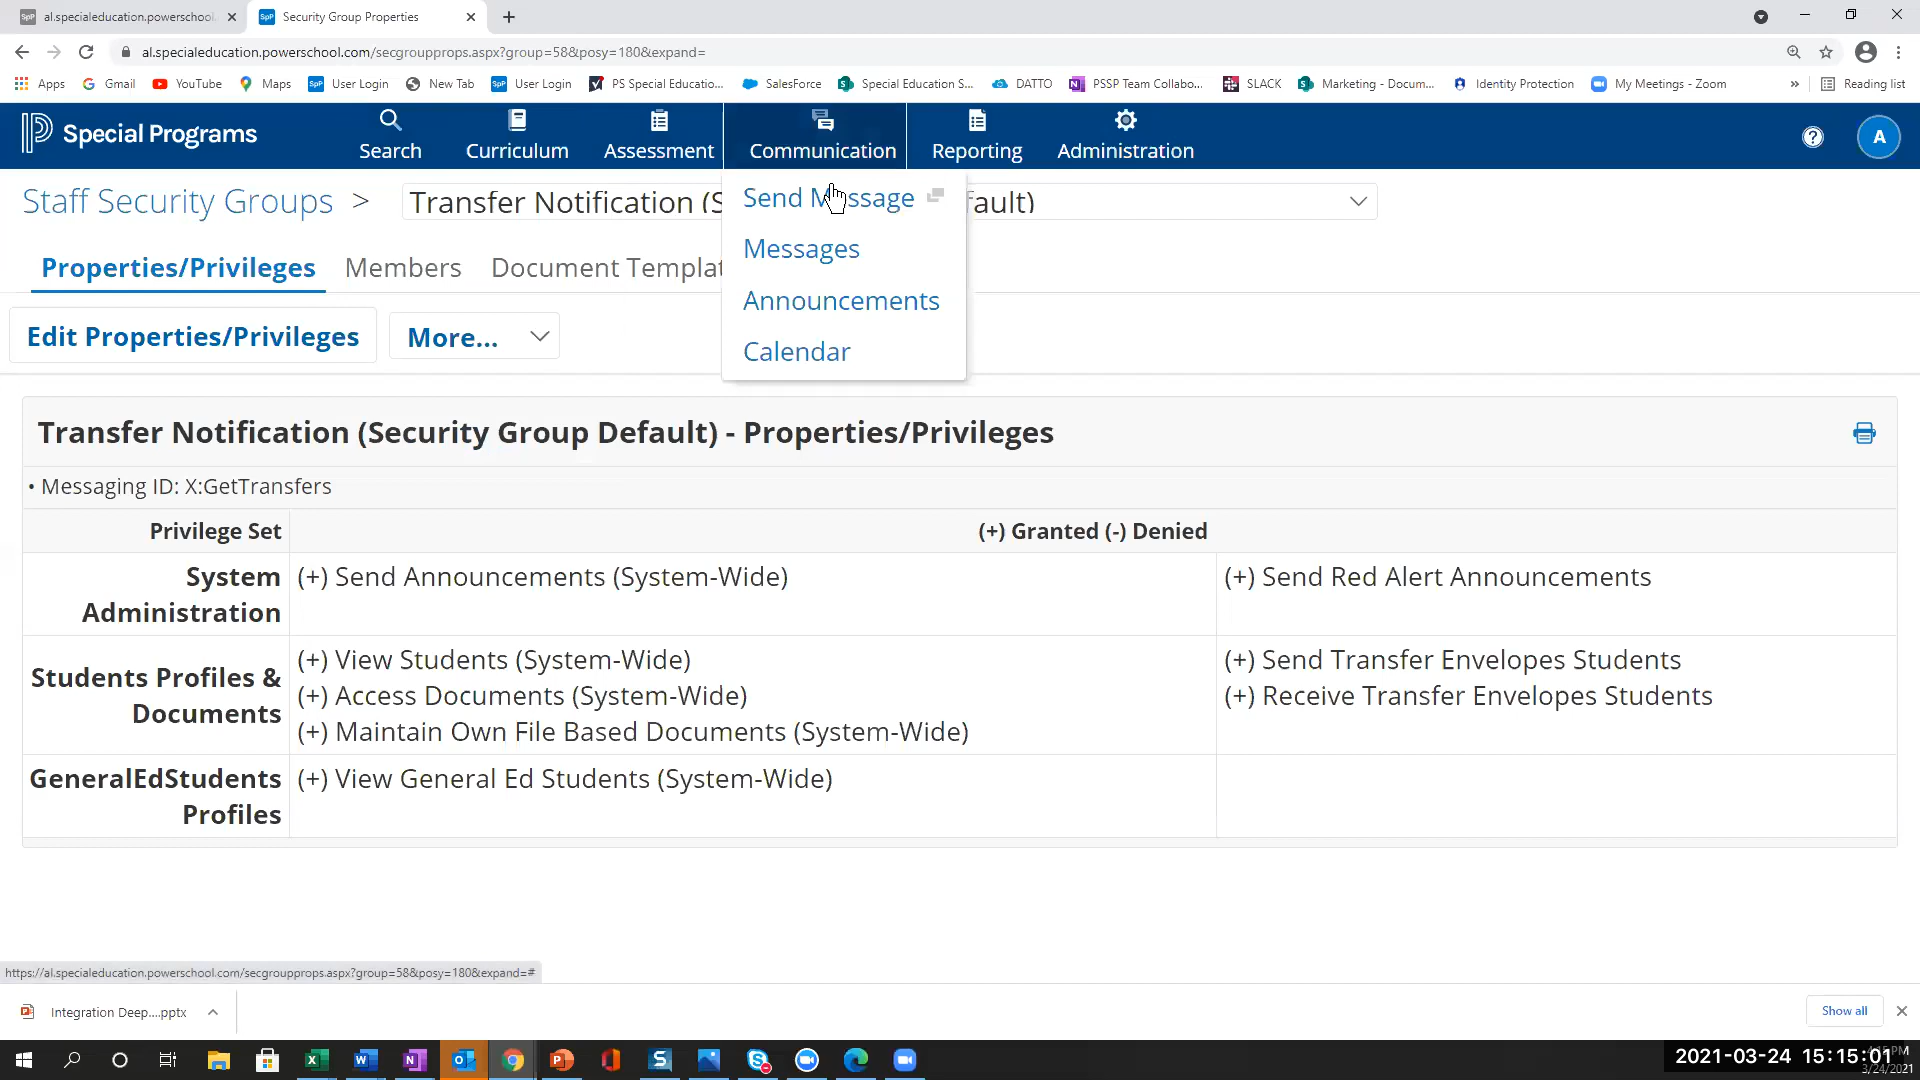 al.specialeducation.powerschool.
Security Group Properties
al.specialeducation.powerschool.com/secgroupprops.aspx?group=58&posy=180&expand=
Apps
Gmail
YouTube
Maps
User Login
New Tab
User Login
PS Special Educatio...
SalesForce
Special Education S...
DATTO
PSSP Team Collabo...
SLACK
Marketing - Docum...
Identity Protection
My Meetings - Zoom
»
Reading list
Special Programs
Search
Curriculum
Assessment
Communication
Reporting
Administration
A
Staff Security Groups >
Transfer Notification (S
fault)
Send Message
Messages
Announcements
Calendar
Properties/Privileges
Members
Document Templat
Edit Properties/Privileges
More...
Transfer Notification (Security Group Default) - Properties/Privileges
• Messaging ID: X:GetTransfers
Privilege Set
(+) Granted (-) Denied
System Administration
(+) Send Announcements (System-Wide)
(+) Send Red Alert Announcements
Students Profiles & Documents
(+) View Students (System-Wide)
(+) Access Documents (System-Wide)
(+) Maintain Own File Based Documents (System-Wide)
(+) Send Transfer Envelopes Students
(+) Receive Transfer Envelopes Students
GeneralEdStudents Profiles
(+) View General Ed Students (System-Wide)
https://al.specialeducation.powerschool.com/secgroupprops.aspx?group=58&posy=180&expand=#
Integration Deep....pptx
Show all
2021-03-24 15:15:01
3/24/2021